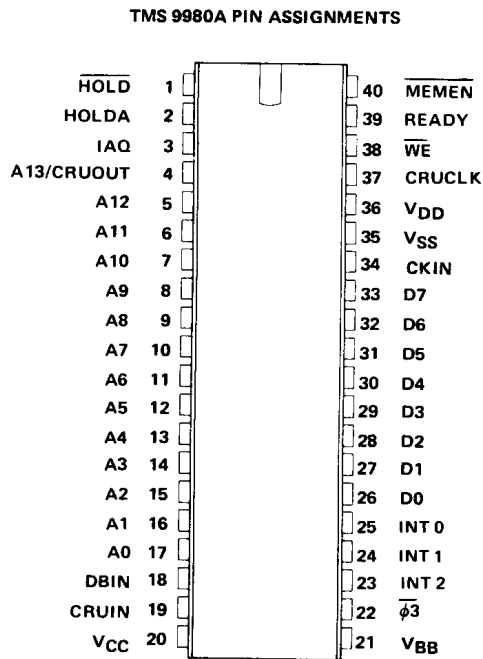 TMS 9980A PIN ASSIGNMENTS
H̅O̅L̅D̅ 1 40 M̅E̅M̅E̅N̅
HOLDA 2 39 READY
IAQ 3 38 W̅E̅
A13/CRUOUT 4 37 CRUCLK
A12 5 36 VDD
A11 6 35 VSS
A10 7 34 CKIN
A9 8 33 D7
A8 9 32 D6
A7 10 31 D5
A6 11 30 D4
A5 12 29 D3
A4 13 28 D2
A3 14 27 D1
A2 15 26 D0
A1 16 25 INT 0
A0 17 24 INT 1
DBIN 18 23 INT 2
CRUIN 19 22 ϕ̅3̅
VCC 20 21 VBB